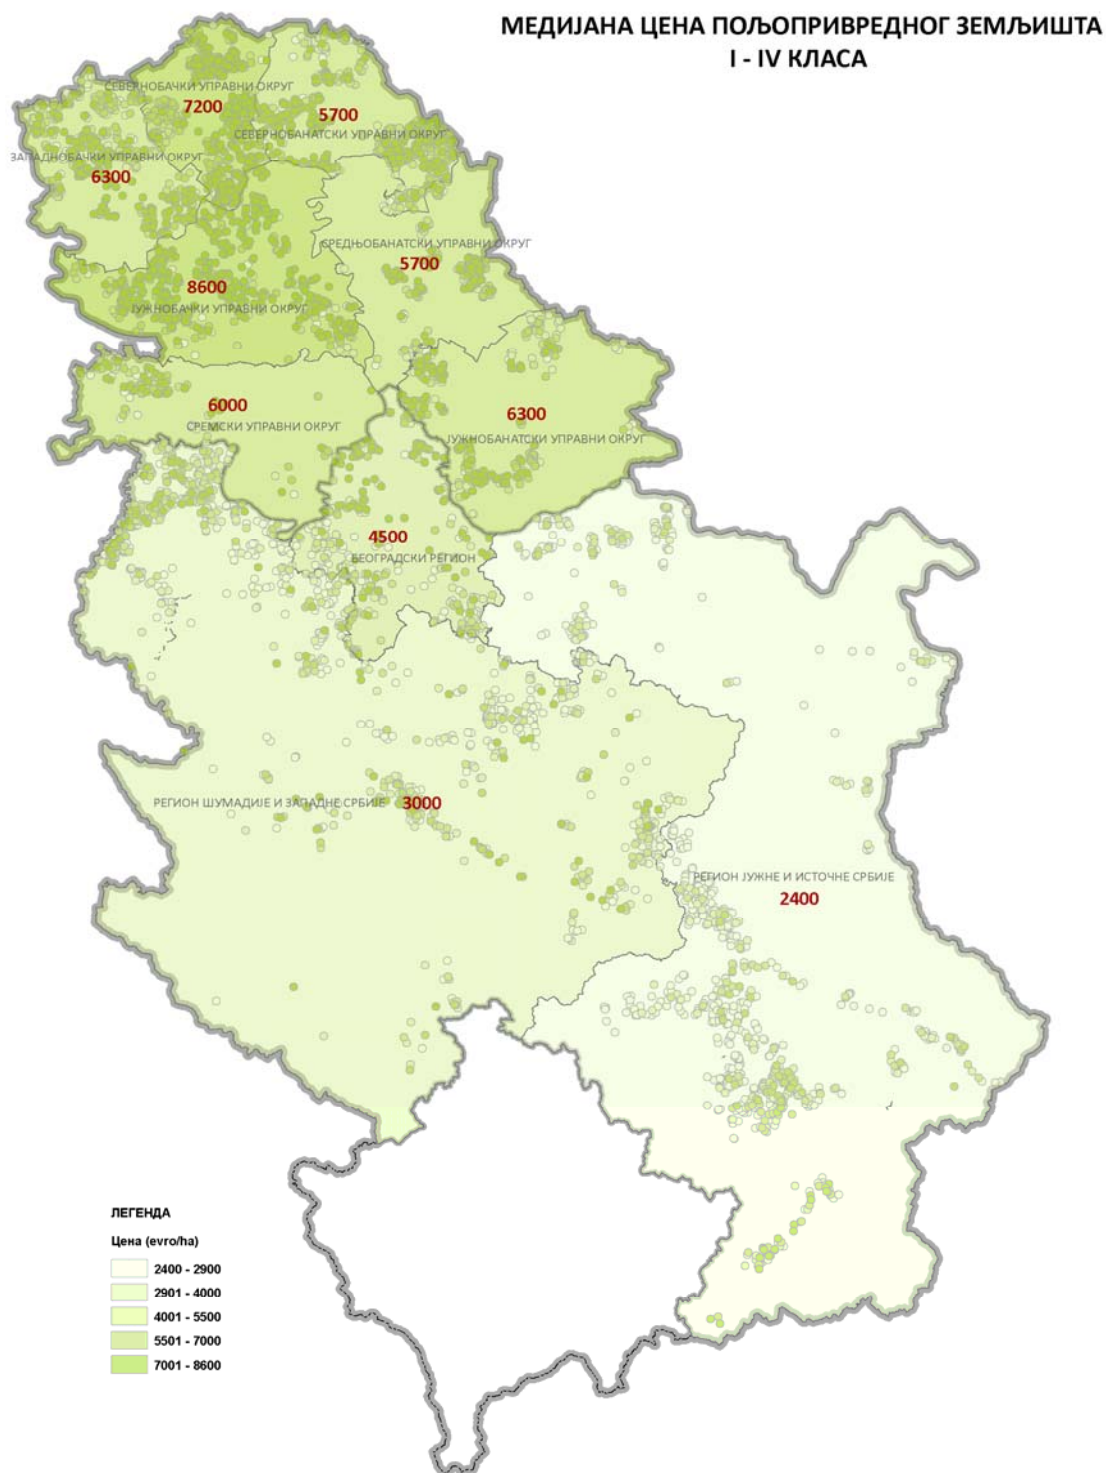 МЕДИЈАНА ЦЕНА ПОЉОПРИВРЕДНОГ ЗЕМЉИШТА
I - IV КЛАСА
СЕВЕРНОБАЧКИ УПРАВНИ ОКРУГ
7200
5700
СЕВЕРНОБАНАТСКИ УПРАВНИ ОКРУГ
ЗАПАДНОБАЧКИ УПРАВНИ ОКРУГ
6300
СРЕДЊОБАНАТСКИ УПРАВНИ ОКРУГ
5700
8600
ЈУЖНОБАЧКИ УПРАВНИ ОКРУГ
6000
СРЕМСКИ УПРАВНИ ОКРУГ
6300
ЈУЖНОБАНАТСКИ УПРАВНИ ОКРУГ
4500
БЕОГРАДСКИ РЕГИОН
РЕГИОН ШУМАДИЈЕ И ЗАПАДНЕ СРБИЈЕ 3000
РЕГИОН ЈУЖНЕ И ИСТОЧНЕ СРБИЈЕ
2400
ЛЕГЕНДА
Цена (evro/ha)
2400 - 2900
2901 - 4000
4001 - 5500
5501 - 7000
7001 - 8600